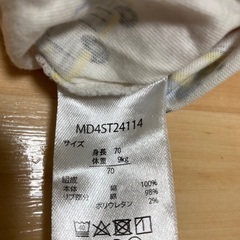 MD4ST24114
サイズ
身長 70
体重 9kg
70
組成
本体 綿 100%
リブ部分 綿 98%
ポリウレタン 2%